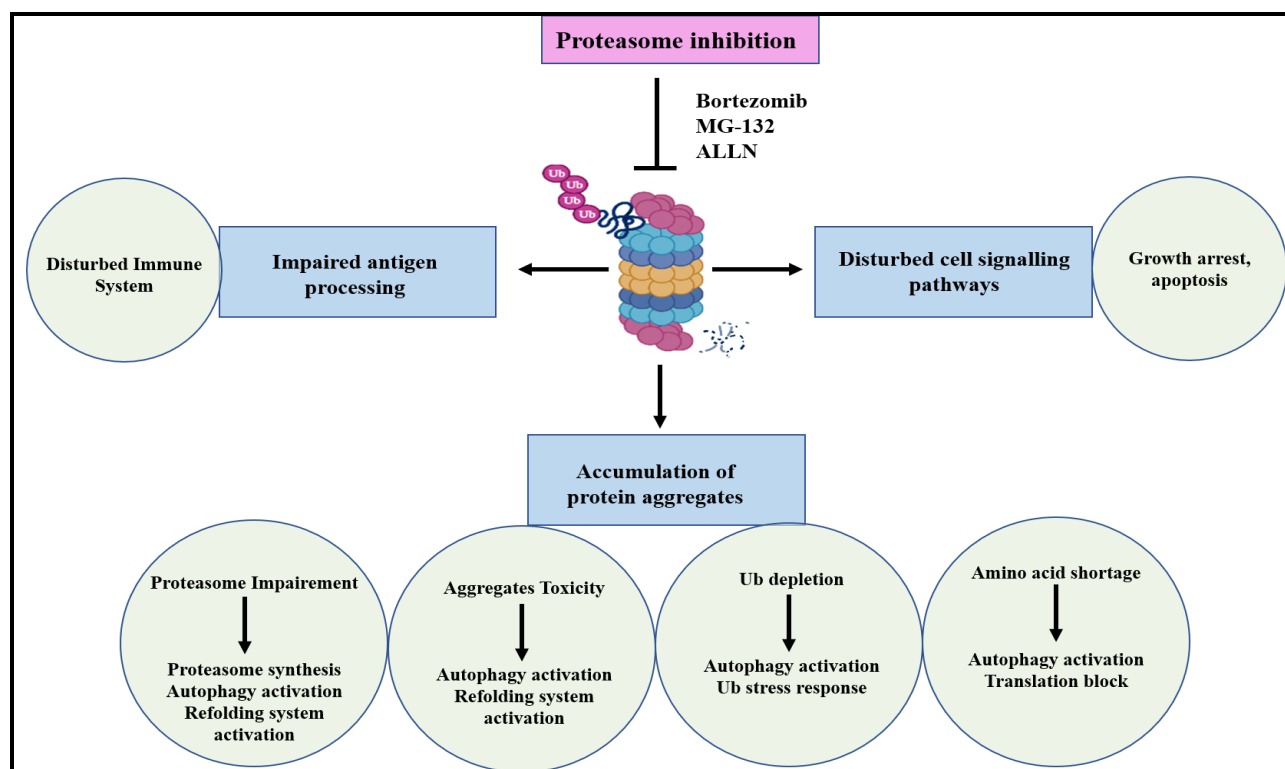 Proteasome inhibition
Bortezomib
MG-132
ALLN
Ub
Ub
Ub
Ub
Disturbed Immune
System
Impaired antigen
processing
Disturbed cell signalling
pathways
Growth arrest,
apoptosis
Accumulation of
protein aggregates
Proteasome Impairement
Proteasome synthesis
Autophagy activation
Refolding system
activation
Aggregates Toxicity
Autophagy activation
Refolding system
activation
Ub depletion
Autophagy activation
Ub stress response
Amino acid shortage
Autophagy activation
Translation block